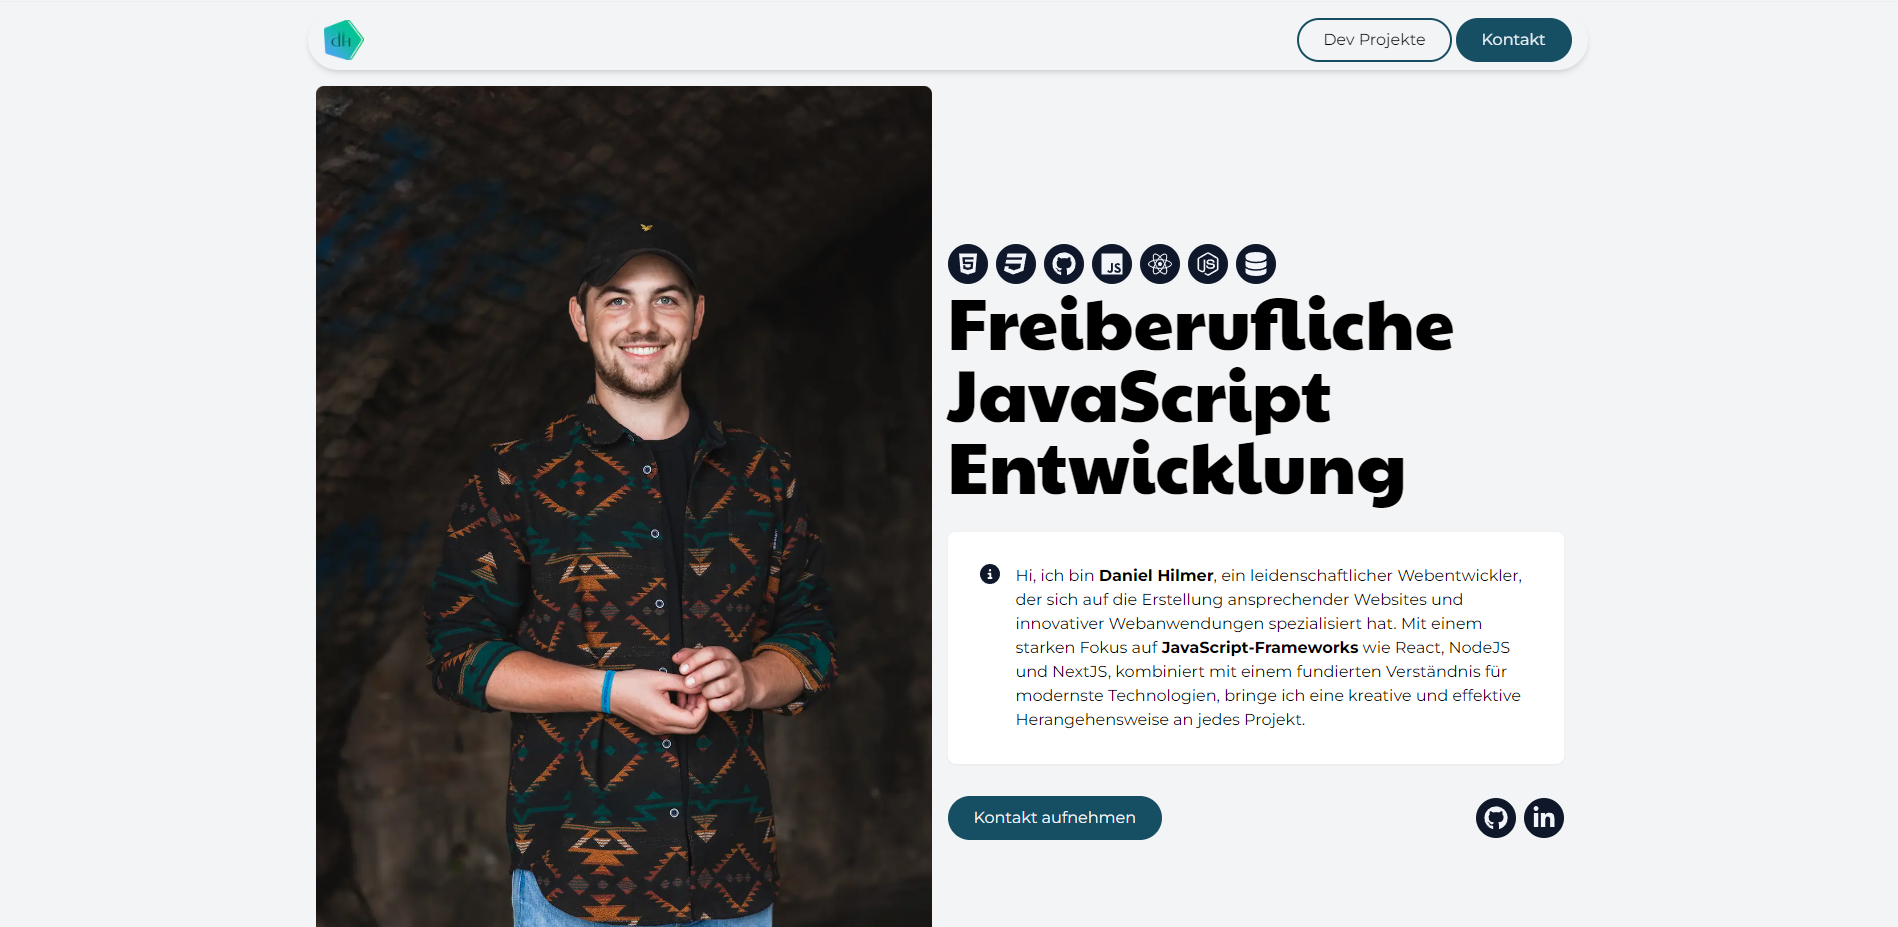 dh
Dev Projekte
Kontakt
JS
JS
Freiberufliche
JavaScript
Entwicklung
Hi, ich bin Daniel Hilmer, ein leidenschaftlicher Webentwickler,
der sich auf die Erstellung ansprechender Websites und
innovativer Webanwendungen spezialisiert hat. Mit einem
starken Fokus auf JavaScript-Frameworks wie React, NodeJS
und NextJS, kombiniert mit einem fundierten Verständnis für
modernste Technologien, bringe ich eine kreative und effektive
Herangehensweise an jedes Projekt.
Kontakt aufnehmen
in